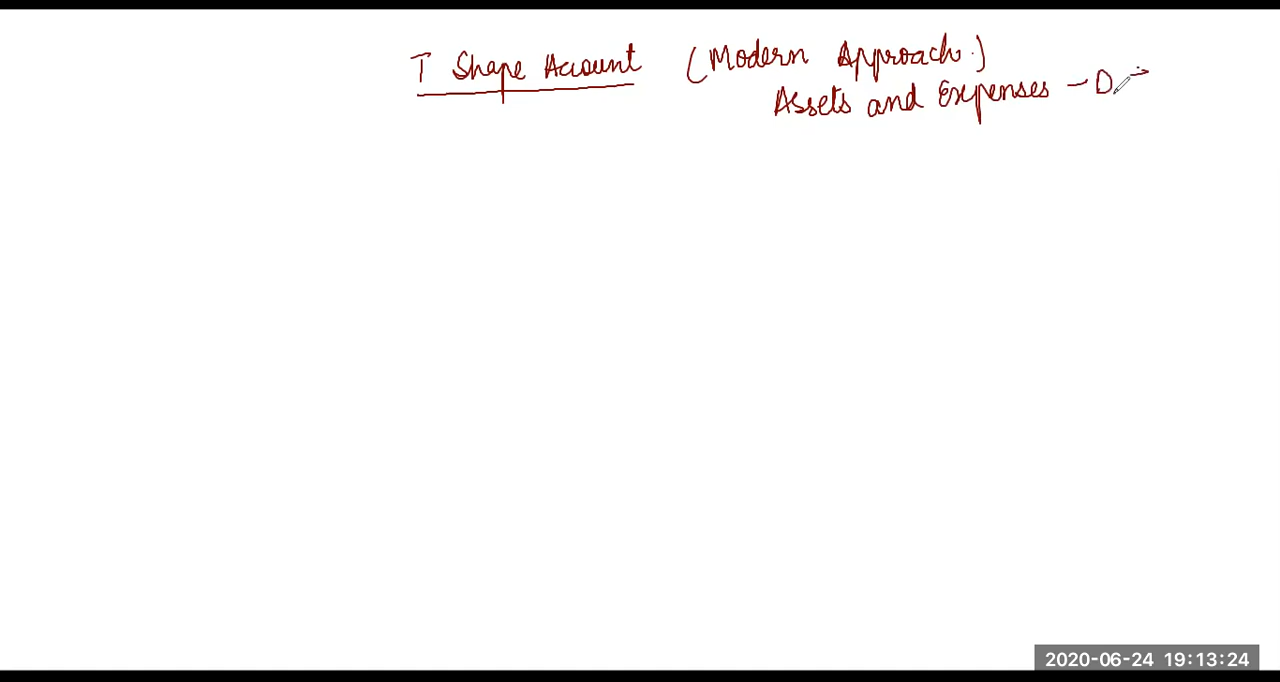 T Shape Account (Modern Approach.)
Assets and Expenses - D
2020-06-24 19:13:24